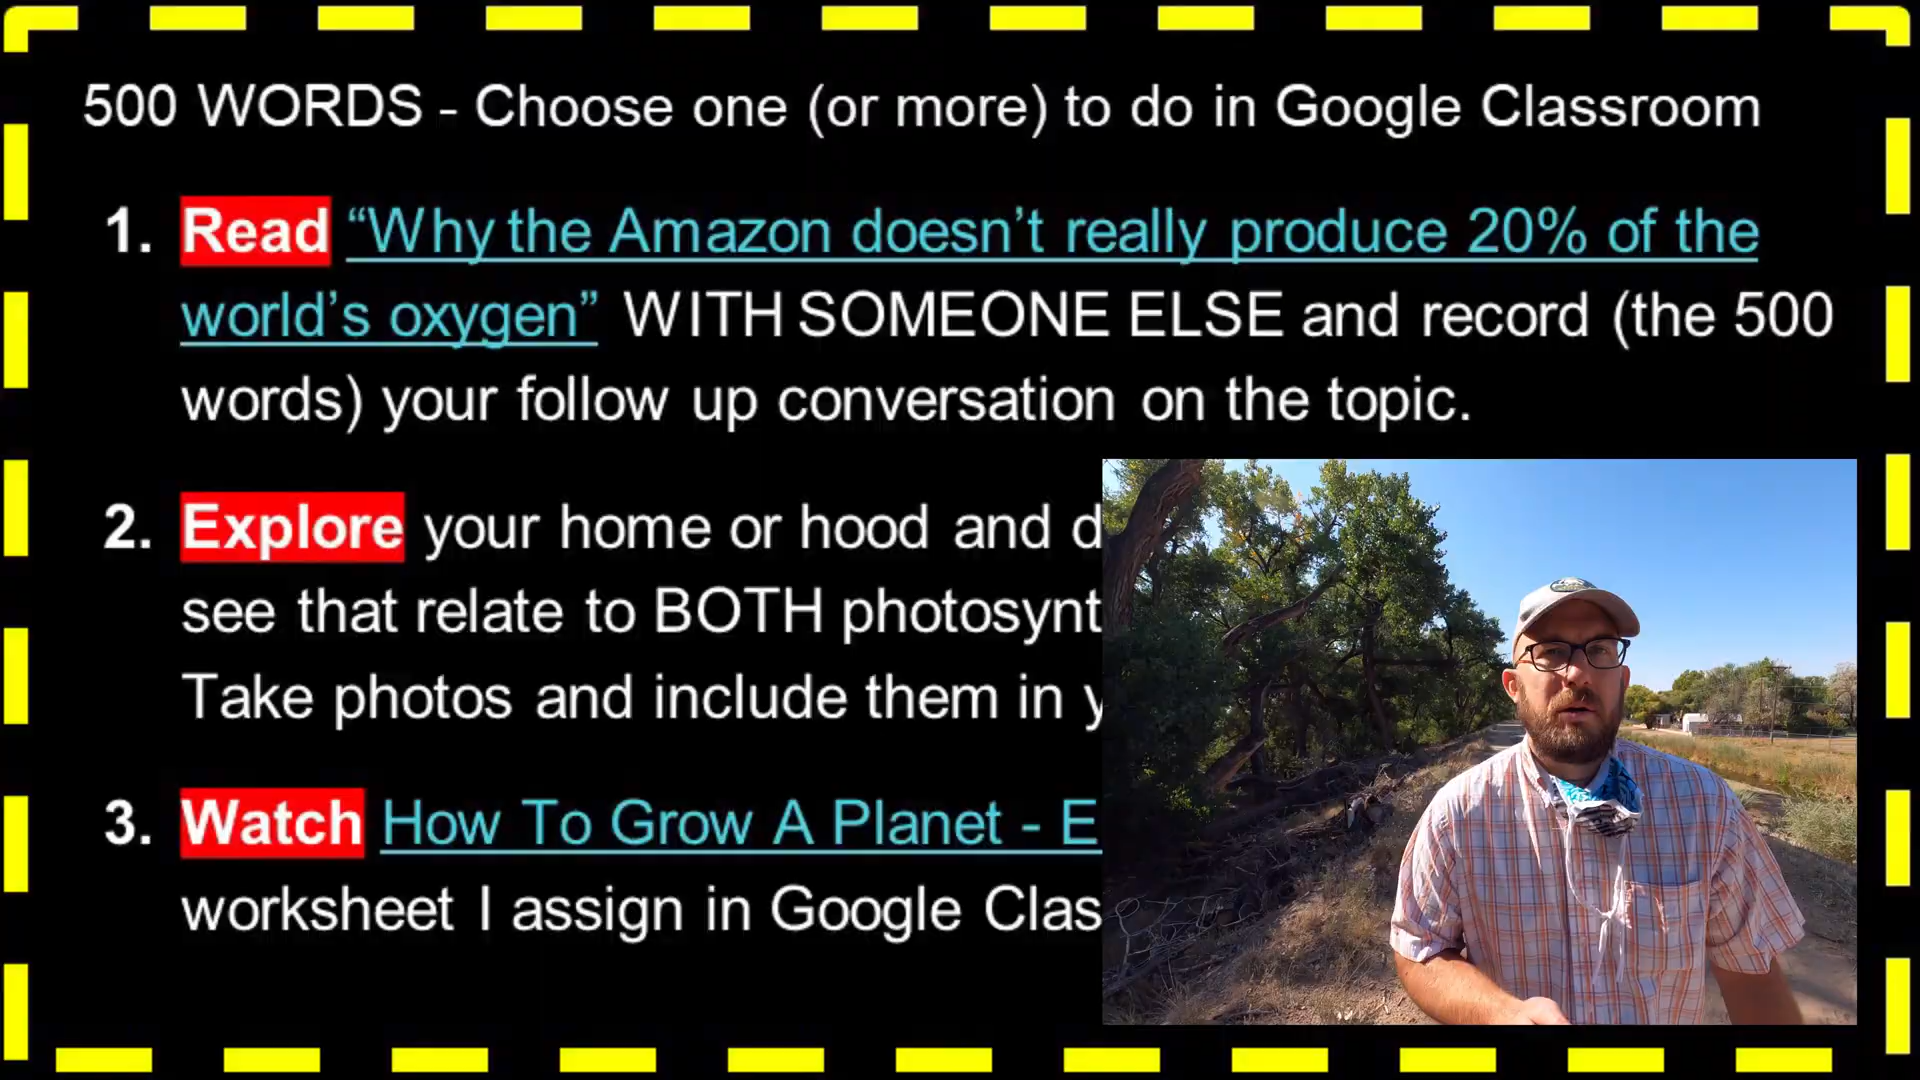 500 WORDS - Choose one (or more) to do in Google Classroom
1. Read “Why the Amazon doesn’t really produce 20% of the
world’s oxygen” WITH SOMEONE ELSE and record (the 500
words) your follow up conversation on the topic.
2. Explore your home or hood and
see that relate to BOTH
Take photos and include them in
3. Watch How To Grow A Planet -
worksheet I assign in Google